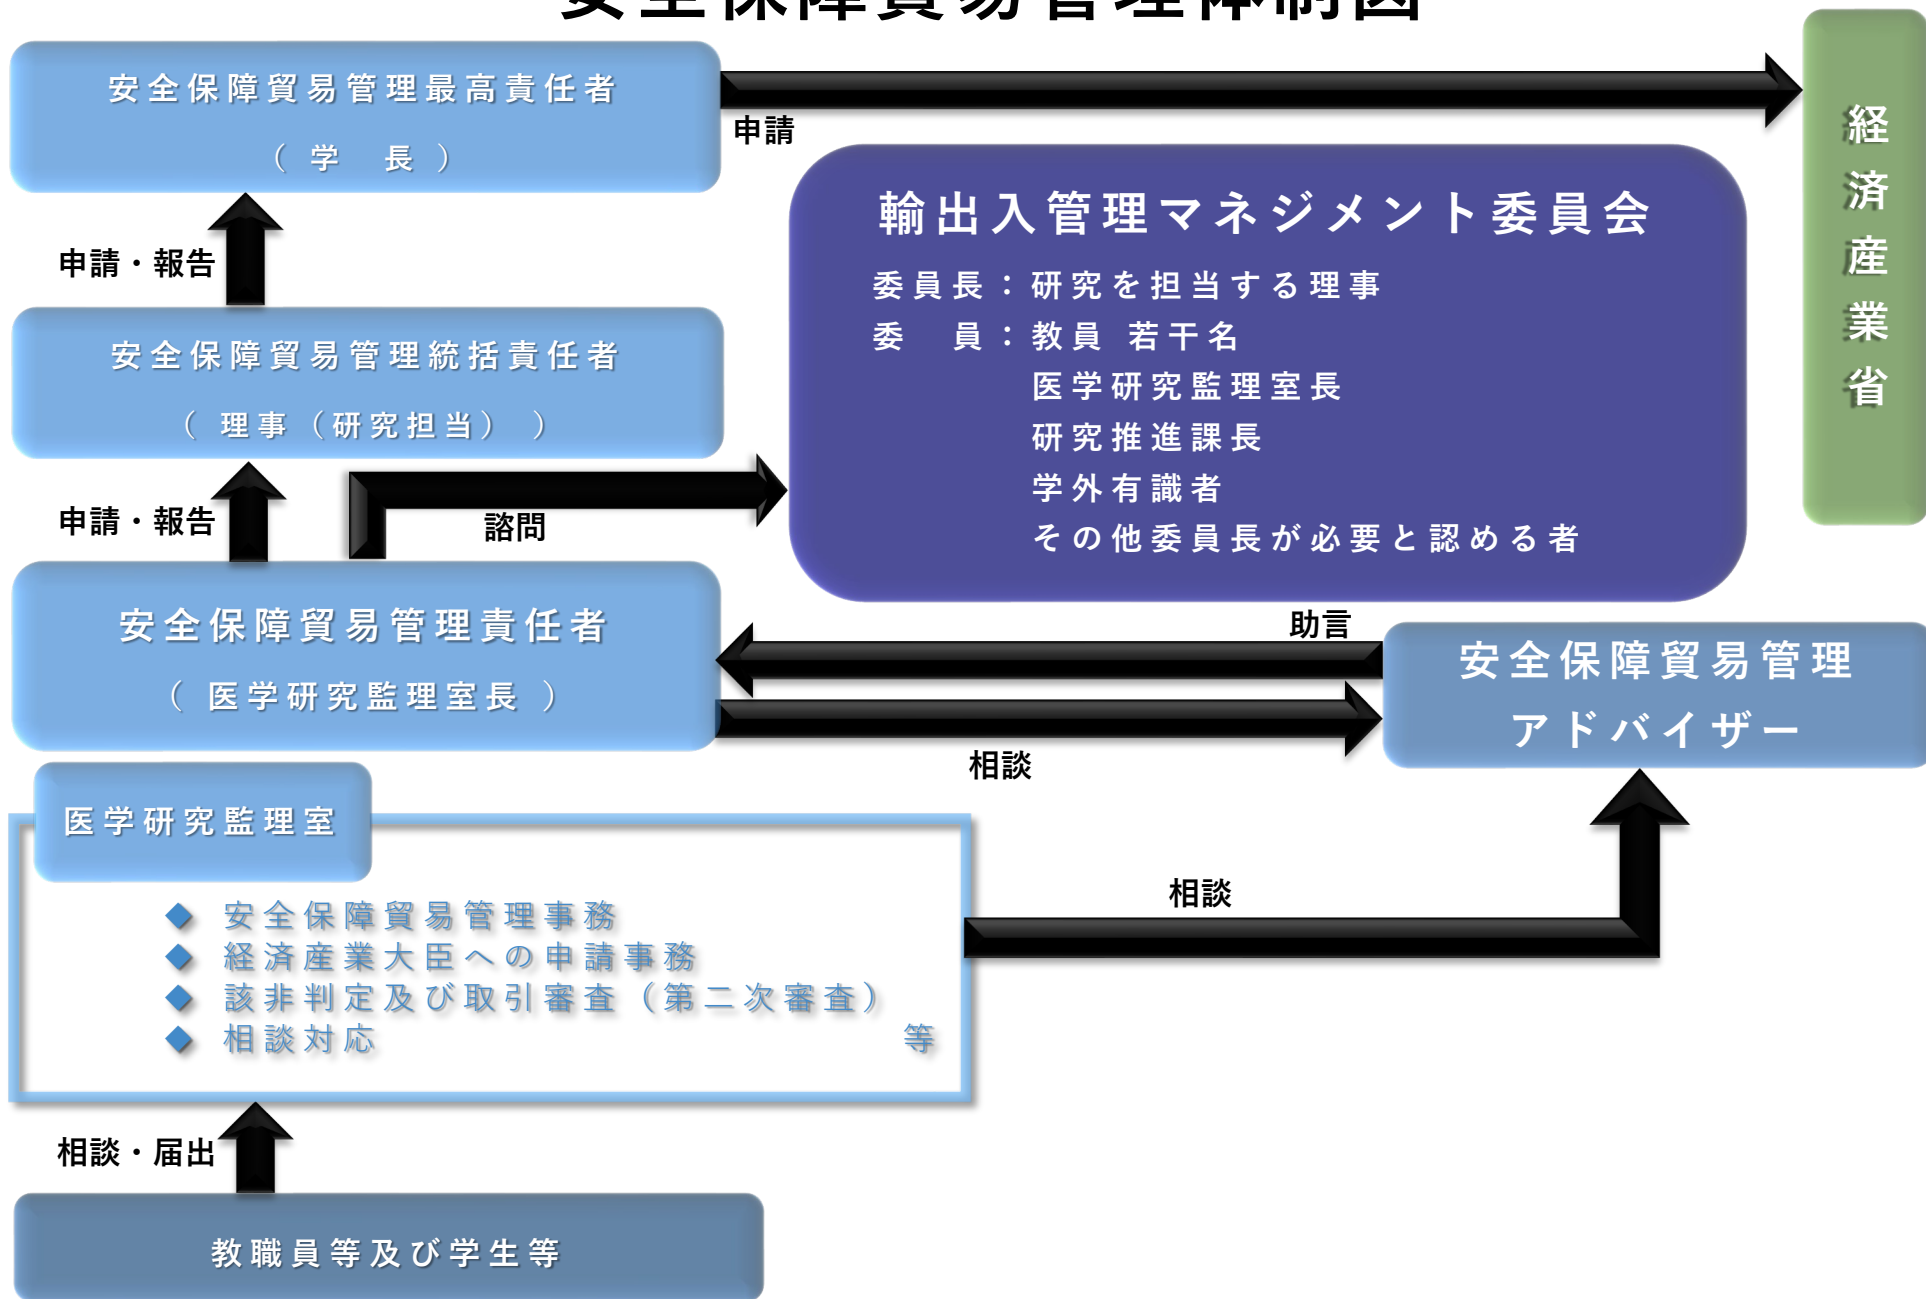 安全保障貿易管理体制図
安全保障貿易管理最高責任者
（ 学　長 ）
申請
経済産業省
輸出入管理マネジメント委員会
委員長：研究を担当する理事
委　員：教員 若干名
医学研究監理室長
研究推進課長
学外有識者
その他委員長が必要と認める者
申請・報告
安全保障貿易管理統括責任者
（ 理事（研究担当） ）
申請・報告
諮問
安全保障貿易管理責任者
（ 医学研究監理室長 ）
助言
相談
安全保障貿易管理
アドバイザー
医学研究監理室
◆ 安全保障貿易管理事務
◆ 経済産業大臣への申請事務
◆ 該非判定及び取引審査（第二次審査）
◆ 相談対応　等
相談
相談・届出
教職員等及び学生等